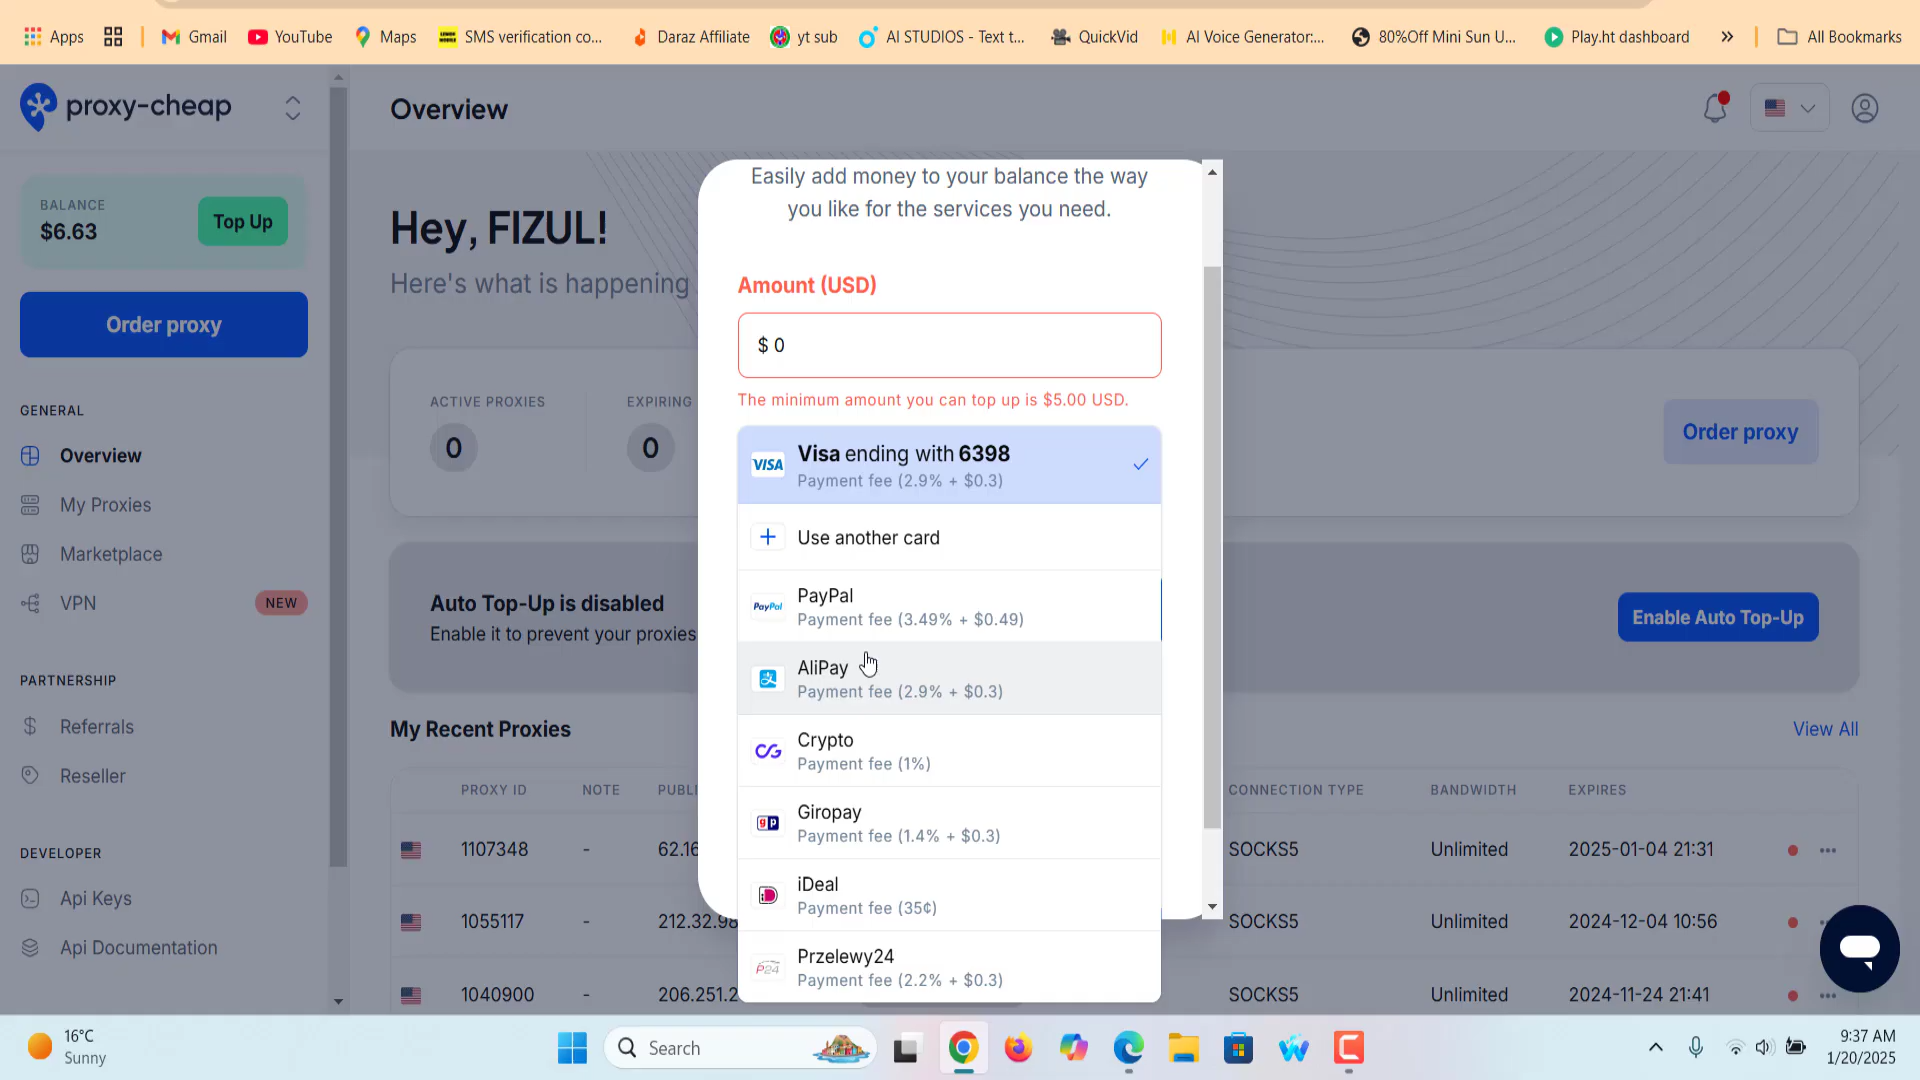 Apps
Gmail
YouTube
Maps
SMS verification co...
Daraz Affiliate
yt sub
AI STUDIOS - Text t...
QuickVid
AI Voice Generator:...
80%Off Mini Sun U...
Play.ht dashboard
All Bookmarks
proxy-cheap
Overview
BALANCE
$6.63
Top Up
Order proxy
GENERAL
Overview
My Proxies
Marketplace
VPN
NEW
PARTNERSHIP
Referrals
Reseller
DEVELOPER
Api Keys
Api Documentation
Hey, FIZUL!
Here's what is happening
ACTIVE PROXIES
0
EXPIRING
0
Order proxy
Auto Top-Up is disabled
Enable it to prevent your proxies
Enable Auto Top-Up
My Recent Proxies
View All
PROXY ID NOTE PUBLI CONNECTION TYPE BANDWIDTH EXPIRES
1107348 - 62.16 SOCKS5 Unlimited 2025-01-04 21:31
1055117 - 212.32.98 SOCKS5 Unlimited 2024-12-04 10:56
1040900 - 206.251.2 SOCKS5 Unlimited 2024-11-24 21:41
Easily add money to your balance the way
you like for the services you need.
Amount (USD)
$ 0
The minimum amount you can top up is $5.00 USD.
VISA
Visa ending with 6398
Payment fee (2.9% + $0.3)
Use another card
PayPal
PayPal
Payment fee (3.49% + $0.49)
AliPay
Payment fee (2.9% + $0.3)
Crypto
Payment fee (1%)
Giropay
Payment fee (1.4% + $0.3)
iDeal
Payment fee (35¢)
P24
Przelewy24
Payment fee (2.2% + $0.3)
16°C
Sunny
Search
9:37 AM
1/20/2025